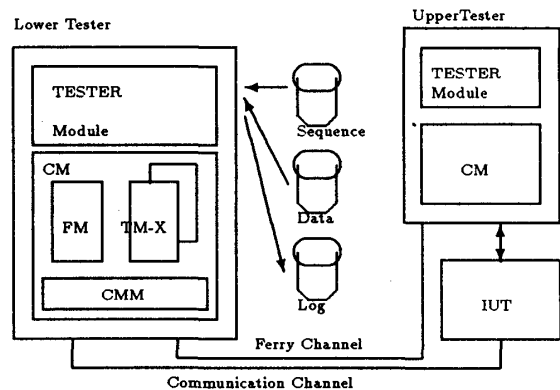 Lower Tester
UpperTester
TESTER
Module
Sequence
TESTER
Module
CM
CM
FM
TM-X
Data
CMM
Log
IUT
Ferry Channel
Communication Channel